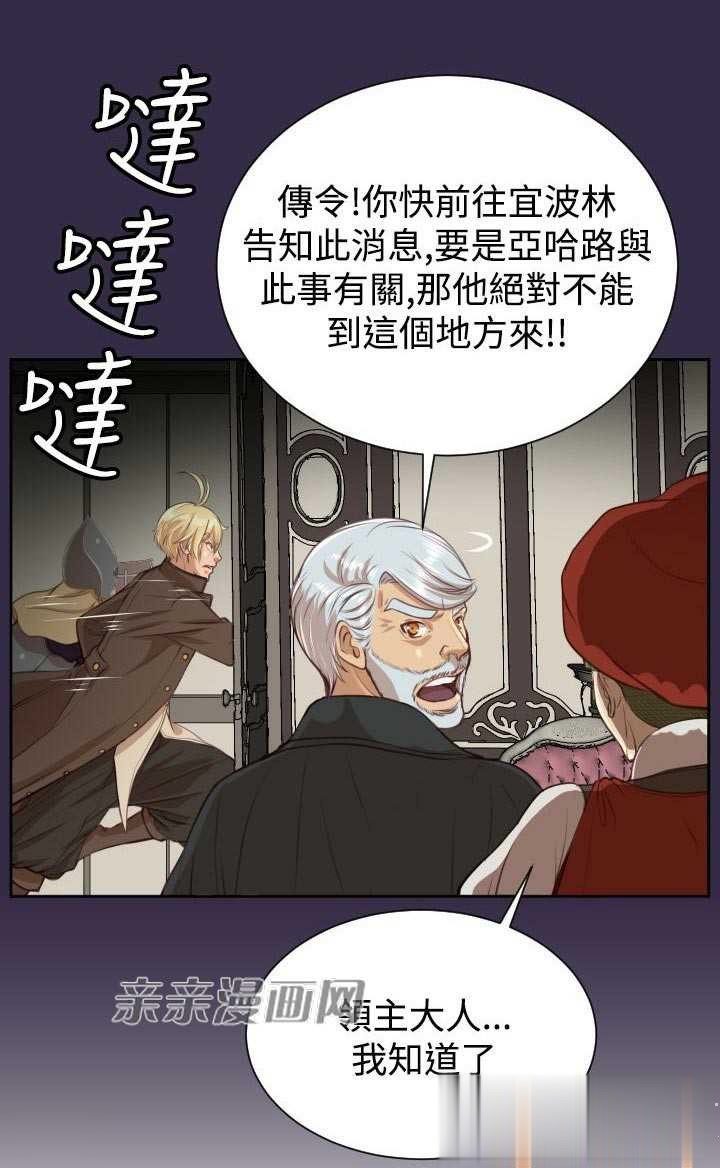 噠
噠
噠
傳令!你快前往宜波林
告知此消息,要是亞哈路與
此事有關,那他絕對不能
到這個地方來!!
亲亲漫画网
領主大人...
我知道了